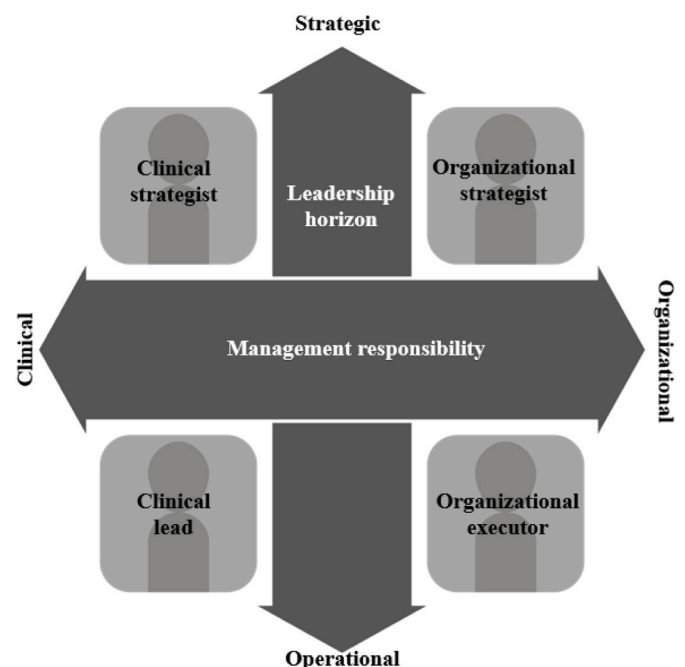 Strategic
Clinical
strategist
Organizational
strategist
Leadership
horizon
Clinical
Management responsibility
Organizational
Clinical
lead
Organizational
executor
Operational